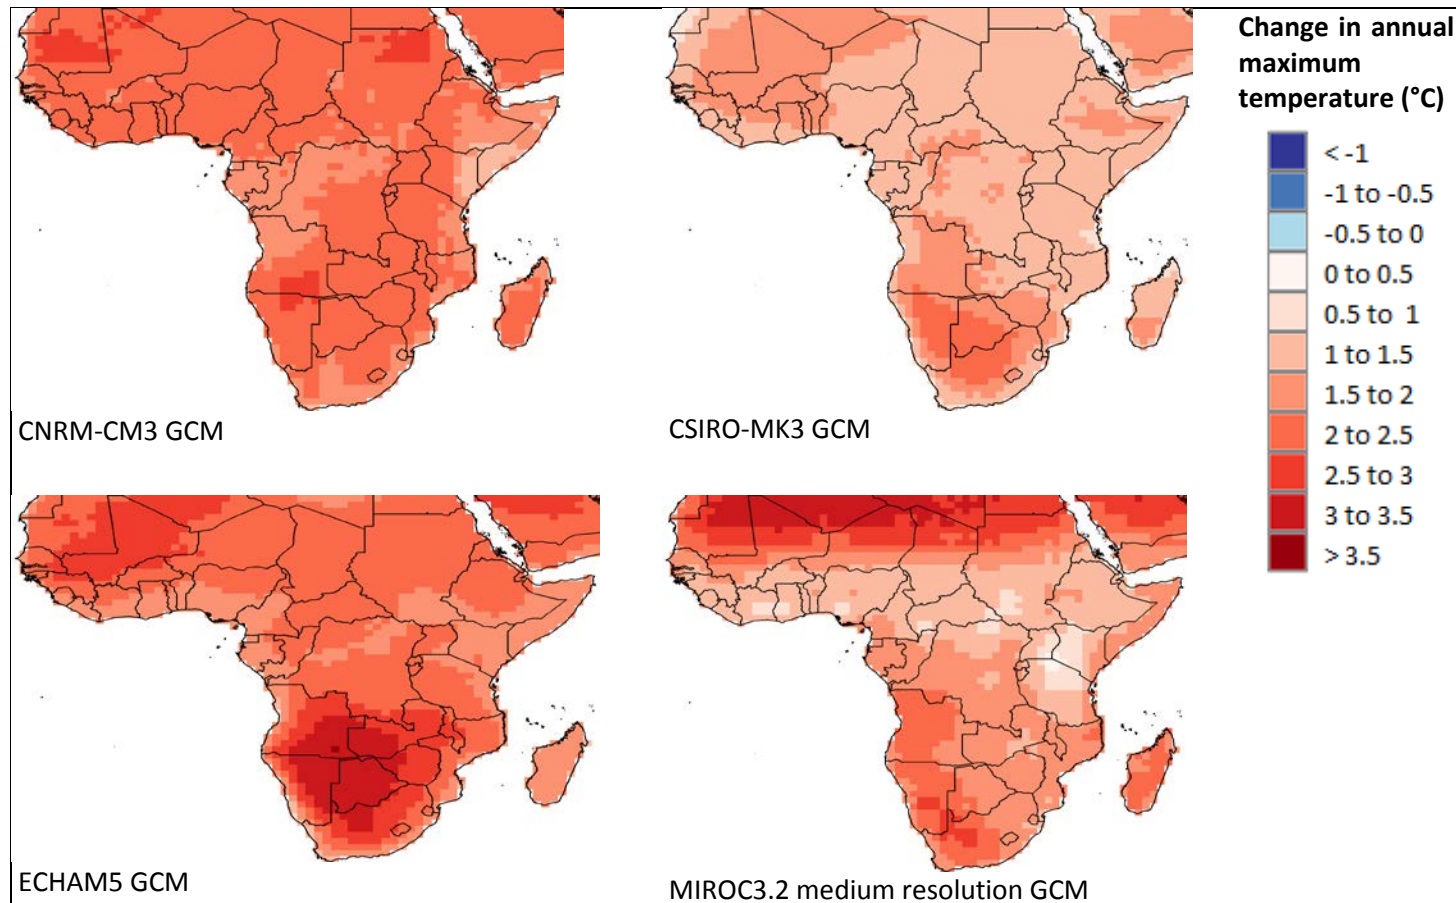 Change in annual
maximum
temperature (°C)
< -1
-1 to -0.5
-0.5 to 0
0 to 0.5
0.5 to 1
1 to 1.5
1.5 to 2
2 to 2.5
2.5 to 3
3 to 3.5
> 3.5
CNRM-CM3 GCM
CSIRO-MK3 GCM
ECHAM5 GCM
MIROC3.2 medium resolution GCM